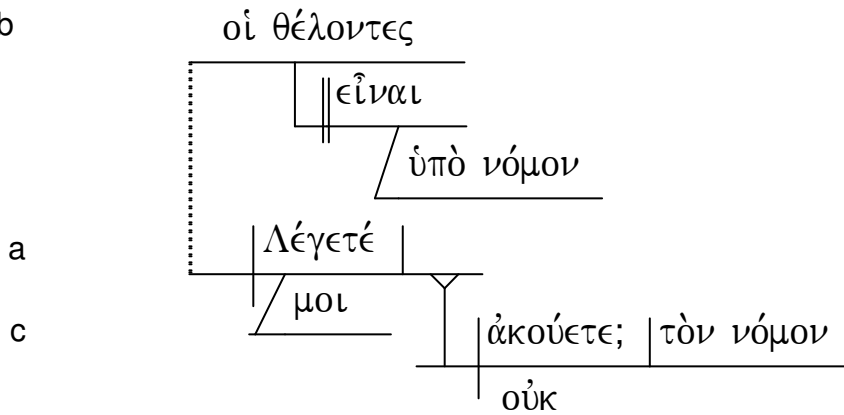 b οἱ θέλοντες
εἶναι
ὑπὸ νόμον
a Λέγετέ
μοι
c ἀκούετε; τὸν νόμον
οὐκ